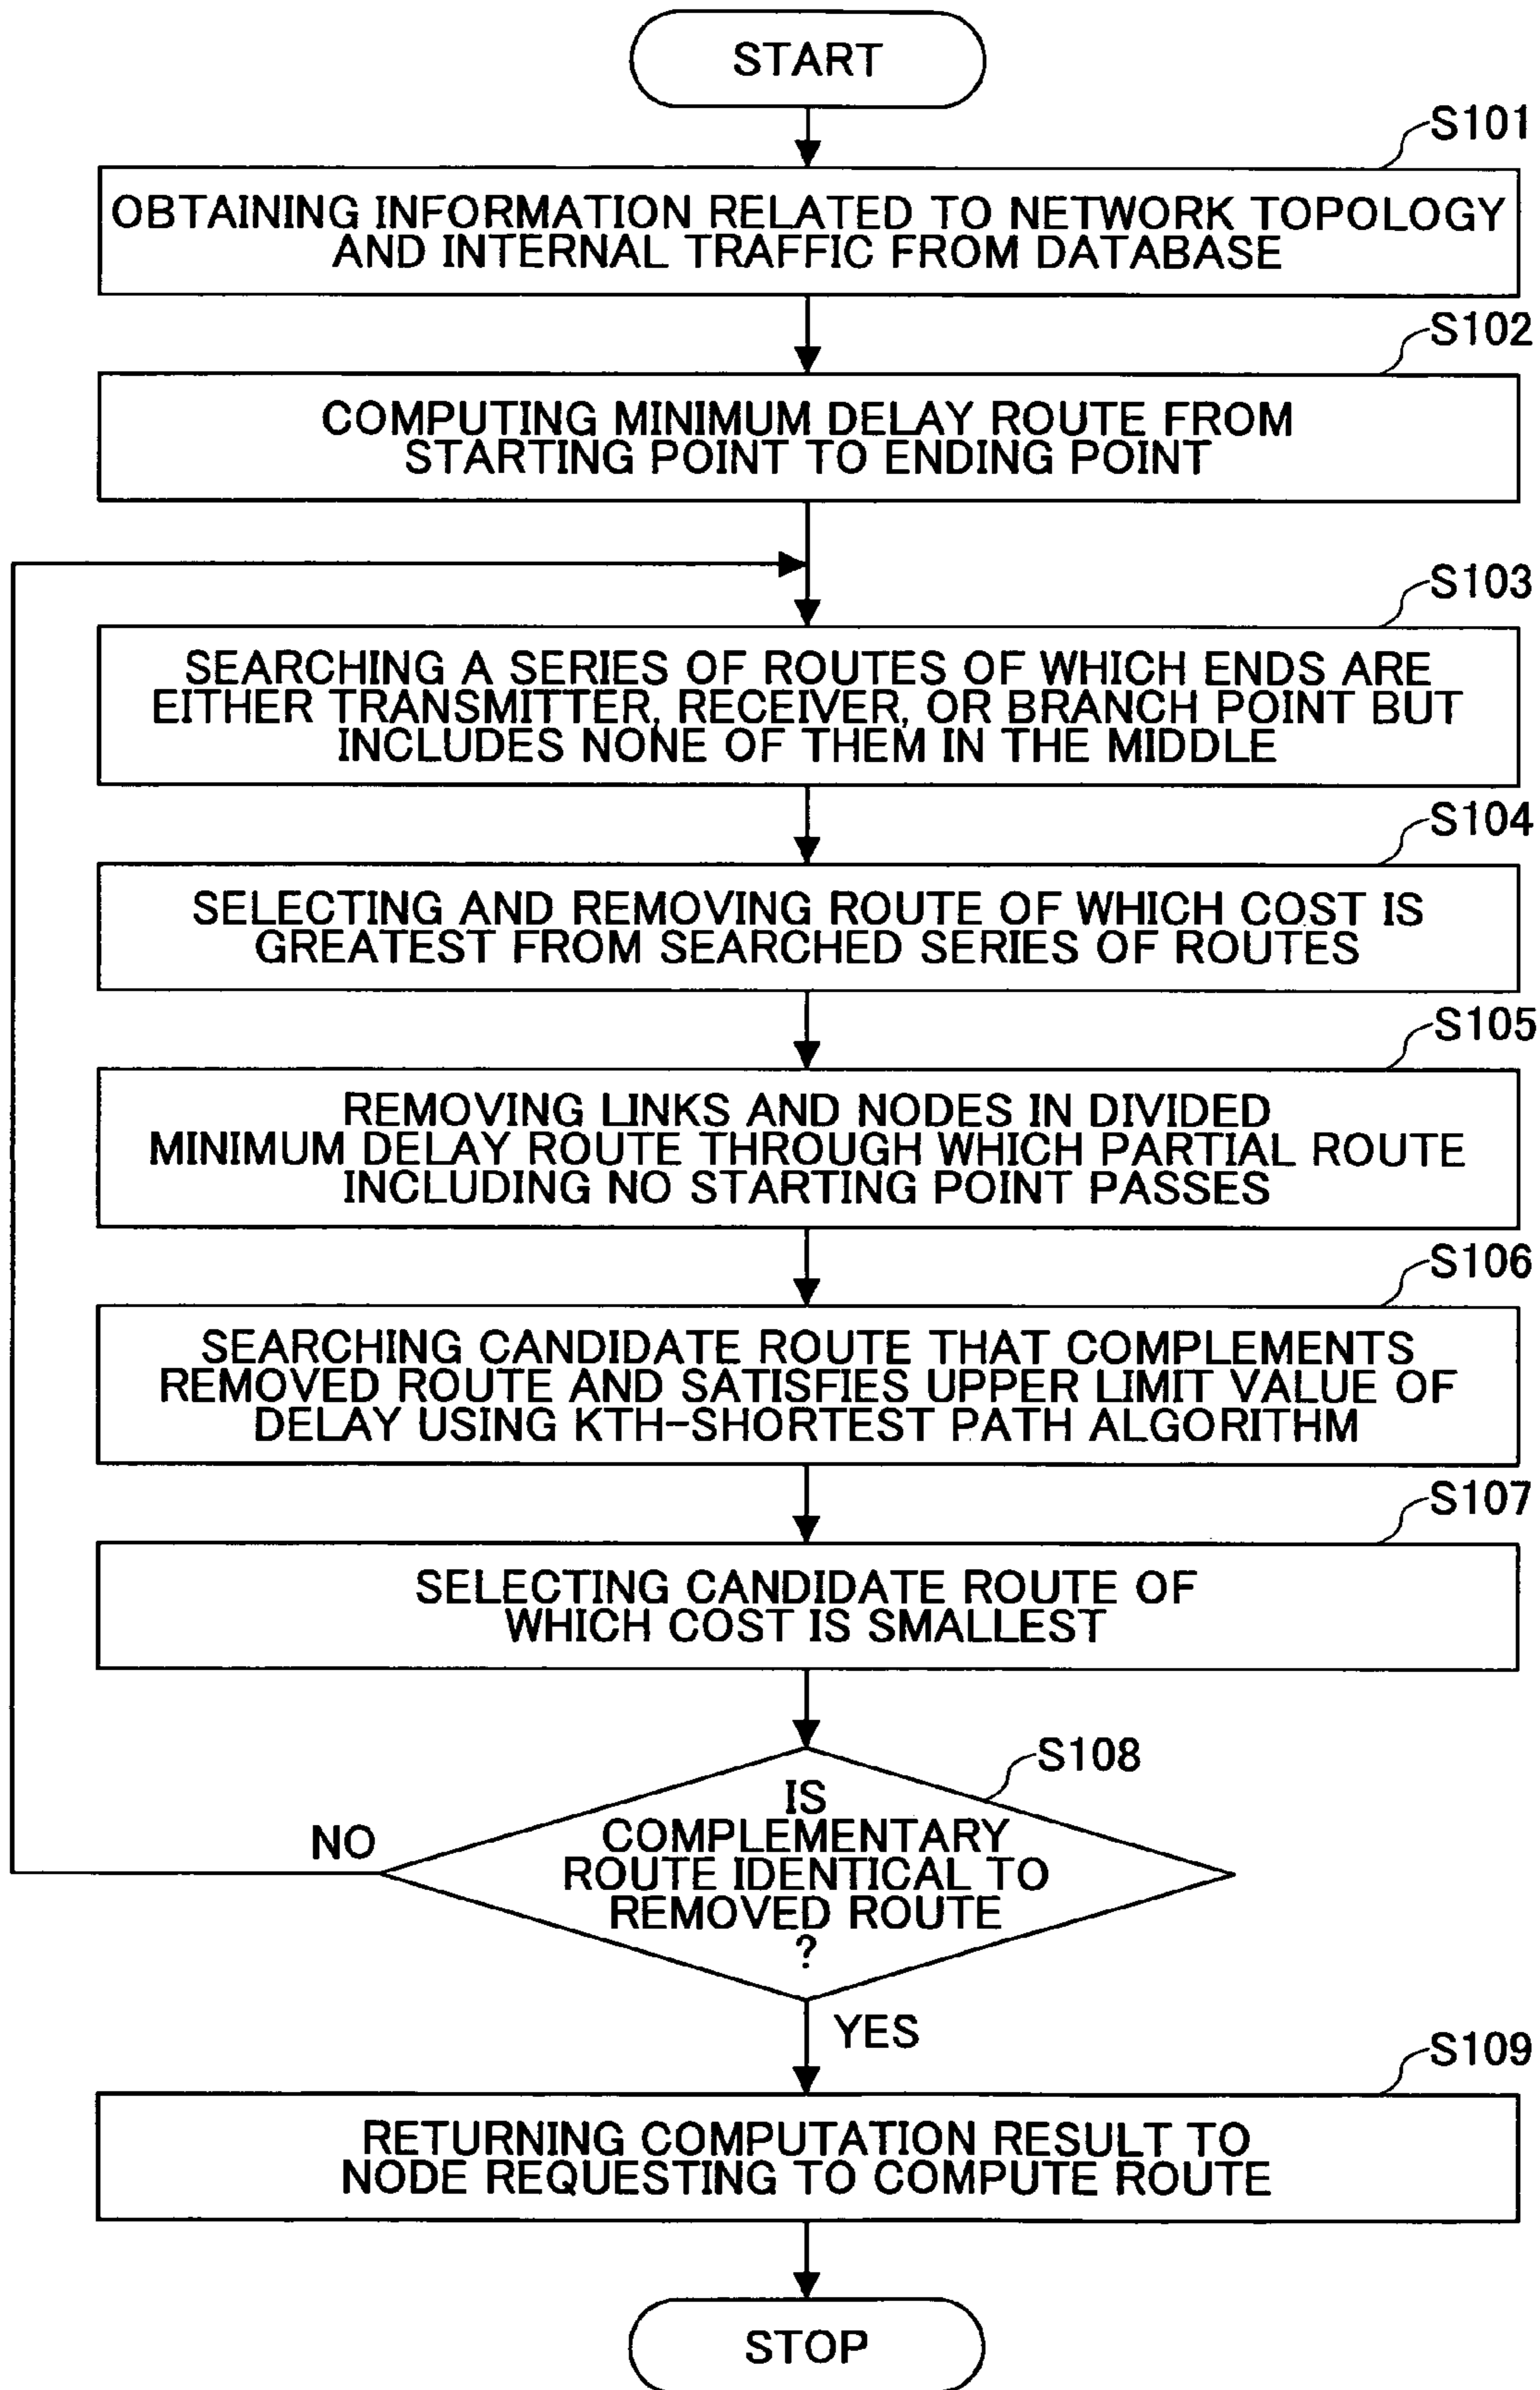 START
S101
OBTAINING INFORMATION RELATED TO NETWORK TOPOLOGY
AND INTERNAL TRAFFIC FROM DATABASE
S102
COMPUTING MINIMUM DELAY ROUTE FROM
STARTING POINT TO ENDING POINT
S103
SEARCHING A SERIES OF ROUTES OF WHICH ENDS ARE
EITHER TRANSMITTER, RECEIVER, OR BRANCH POINT BUT
INCLUDES NONE OF THEM IN THE MIDDLE
S104
SELECTING AND REMOVING ROUTE OF WHICH COST IS
GREATEST FROM SEARCHED SERIES OF ROUTES
S105
REMOVING LINKS AND NODES IN DIVIDED
MINIMUM DELAY ROUTE THROUGH WHICH PARTIAL ROUTE
INCLUDING NO STARTING POINT PASSES
S106
SEARCHING CANDIDATE ROUTE THAT COMPLEMENTS
REMOVED ROUTE AND SATISFIES UPPER LIMIT VALUE OF
DELAY USING KTH-SHORTEST PATH ALGORITHM
S107
SELECTING CANDIDATE ROUTE OF
WHICH COST IS SMALLEST
S108
IS
COMPLEMENTARY
ROUTE IDENTICAL TO
REMOVED ROUTE
?
NO
YES
S109
RETURNING COMPUTATION RESULT TO
NODE REQUESTING TO COMPUTE ROUTE
STOP